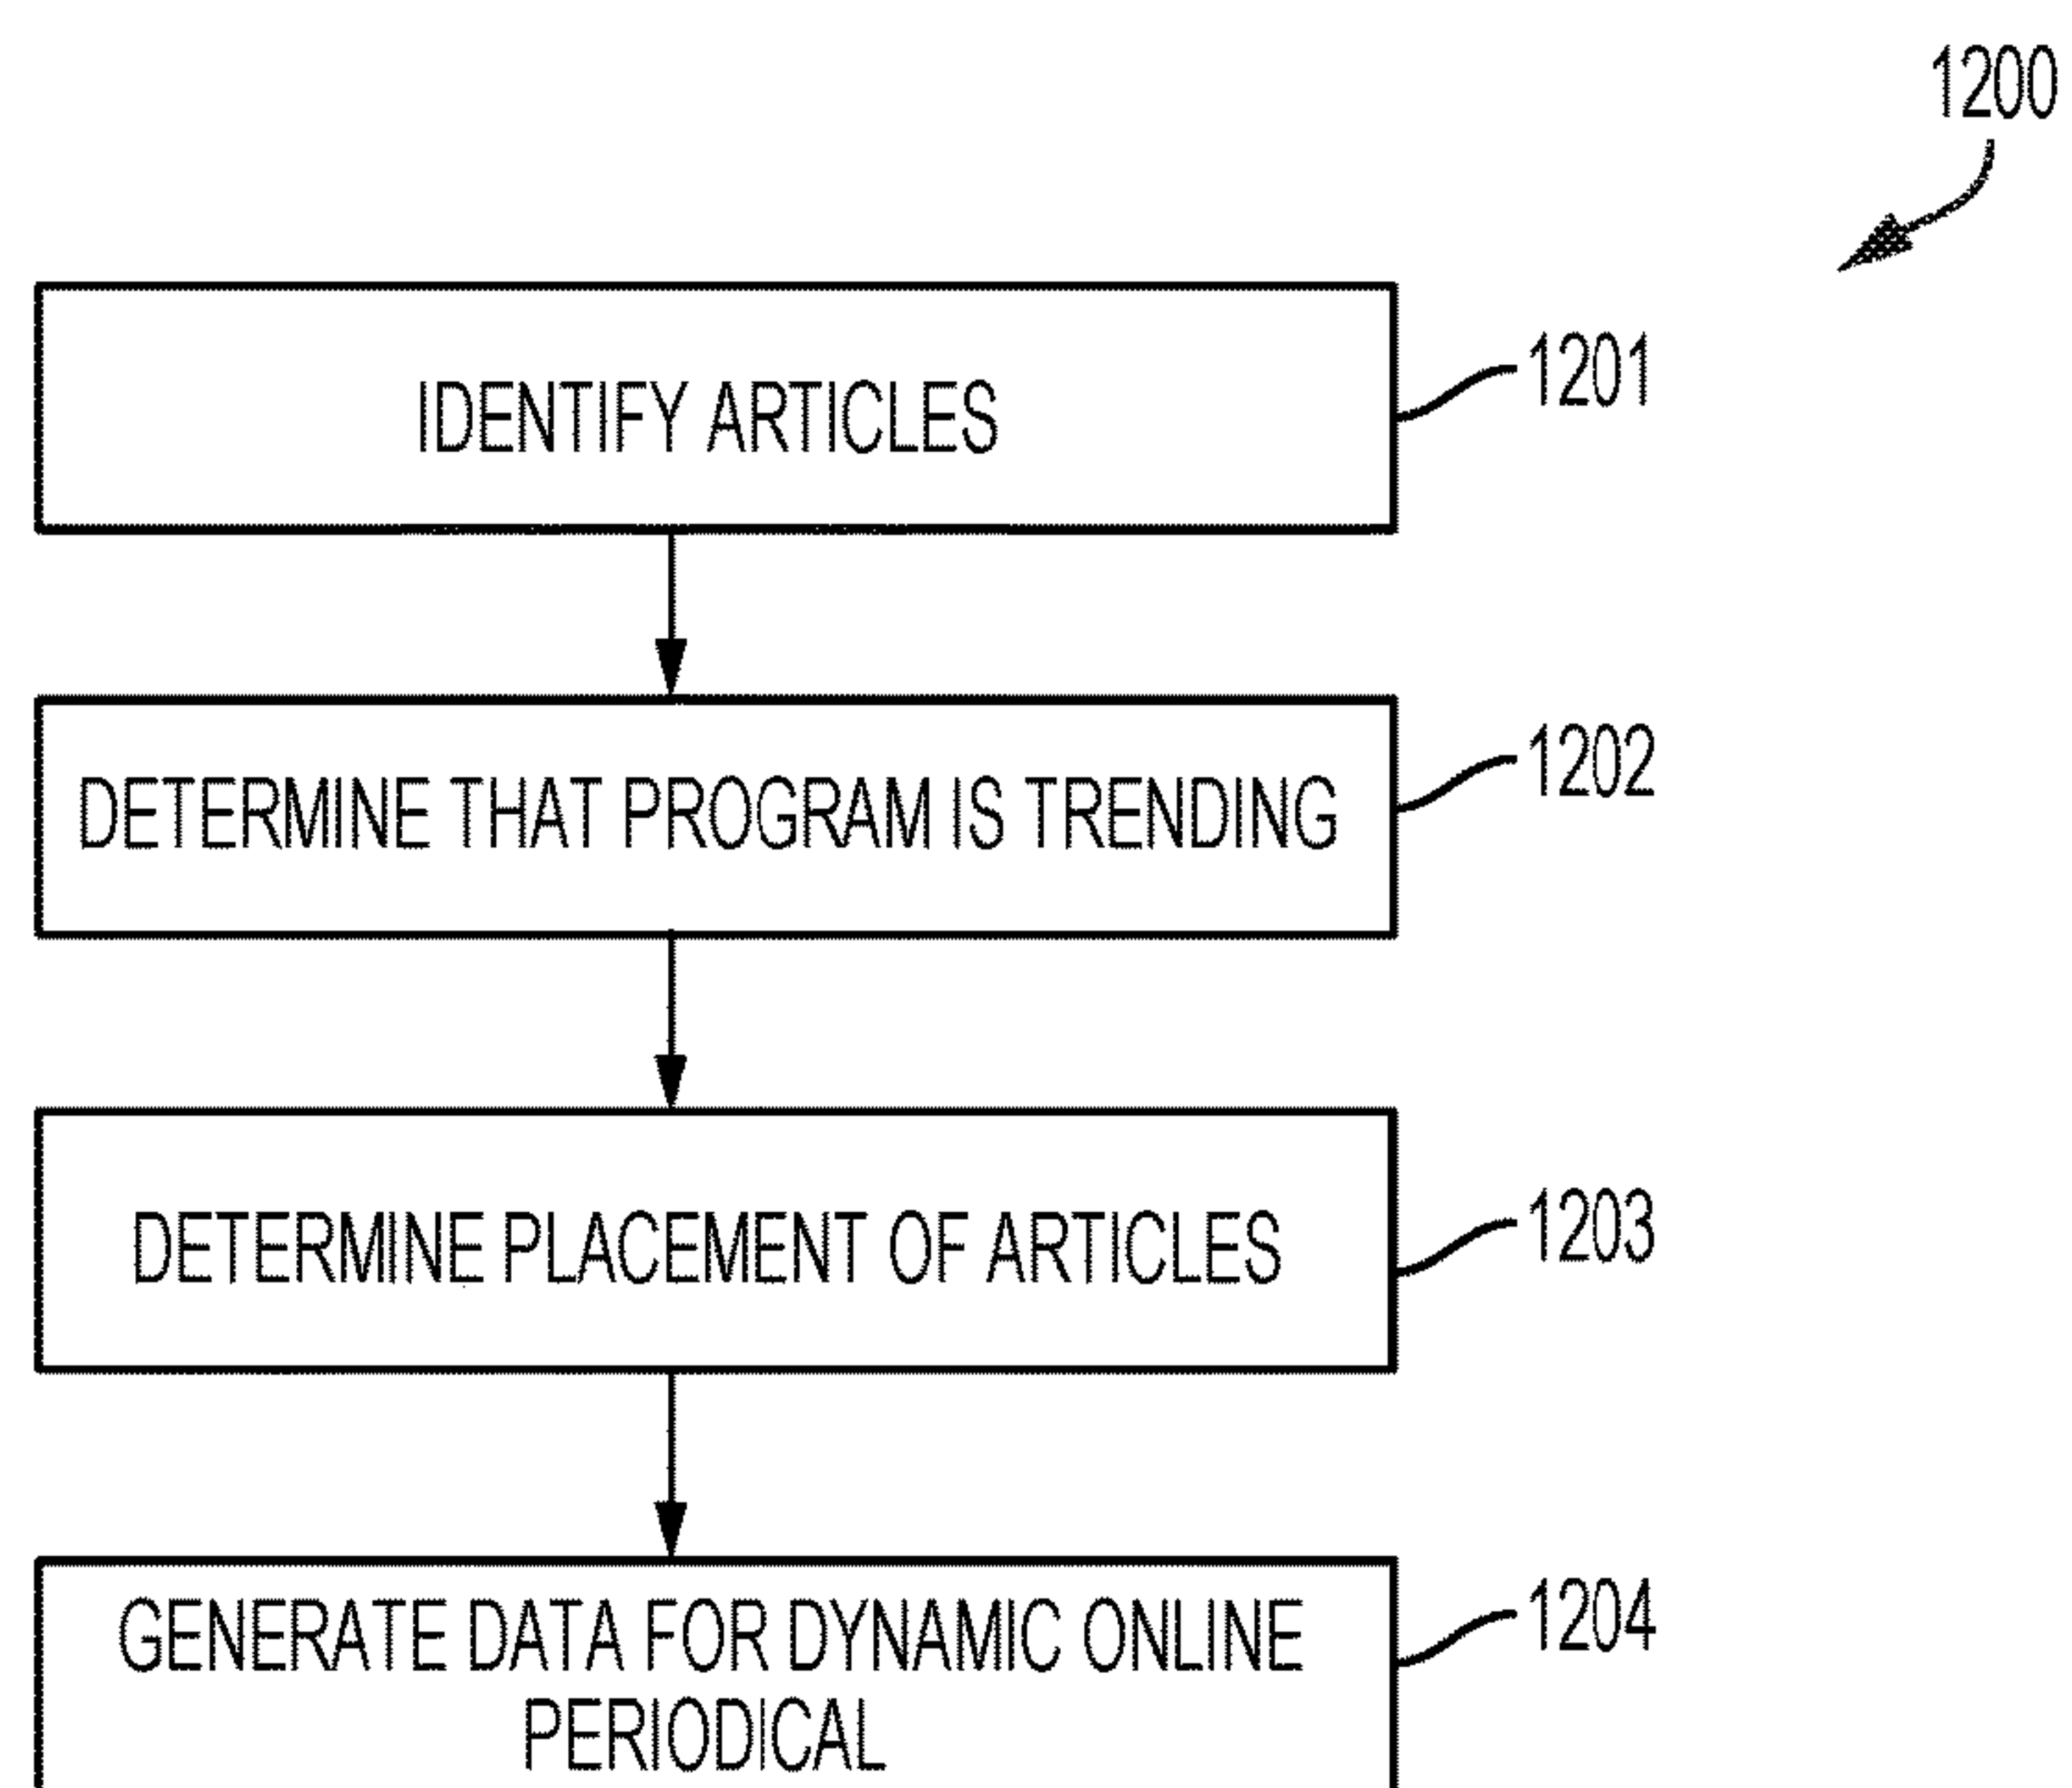 1200
IDENTIFY ARTICLES
1201
DETERMINE THAT PROGRAM IS TRENDING
1202
DETERMINE PLACEMENT OF ARTICLES
1203
GENERATE DATA FOR DYNAMIC ONLINE
PERIODICAL
1204